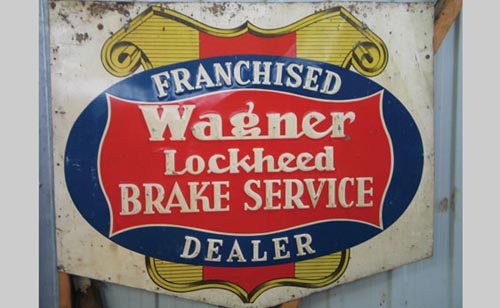 FRANCHISED
Wagner
Lockheed
BRAKE SERVICE
DEALER